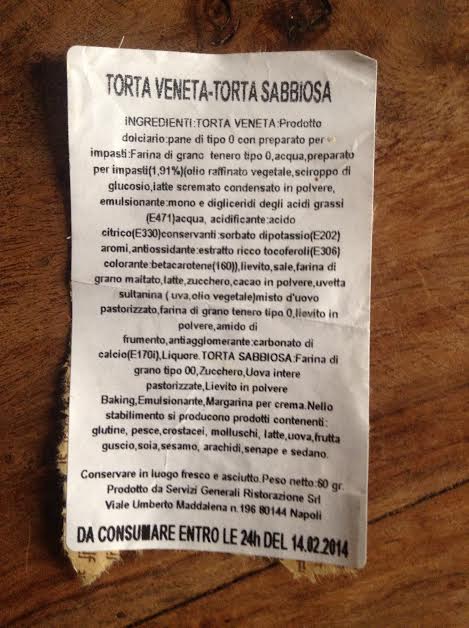 TORTA VENETA-TORTA SABBIOSA
INGREDIENTI:TORTA VENETA:Prodotto
dolciario:pane di tipo 0 con preparato per
impasti:Farina di grano tenero tipo 0,acqua,preparato
per impasti(1,91%)(olio raffinato vegetale,sciroppo di
glucosio,latte scremato condensato in polvere,
emulsionante:mono e digliceridi degli acidi grassi
(E471)acqua, acidificante:acido
citrico(E330)conservanti:sorbato dipotassio(E202)
aromi,antiossidante:estratto ricco tocoferoli(E306)
colorante:betacarotene(160)),lievito,sale,farina di
grano maltato,latte,zucchero,cacao in polvere,uvetta
sultanina ( uva,olio vegetale)misto d'uovo
pastorizzato,farina di grano tenero tipo 0,lievito in
polvere,amido di
frumento,antiagglomerante:carbonato di
calcio(E170i),Liquore.TORTA SABBIOSA:Farina di
grano tipo 00,Zucchero,Uova intere
pastorizzate,Lievito in polvere
Baking,Emulsionante,Margarina per crema.Nello
stabilimento si producono prodotti contenenti:
glutine, pesce,crostacei, molluschi, latte,uova,frutta
guscio,soia,sesamo, arachidi,senape e sedano.
Conservare in luogo fresco e asciutto.Peso netto:80 gr.
Prodotto da Servizi Generali Ristorazione Srl
Viale Umberto Maddalena n.196 80144 Napoli
DA CONSUMARE ENTRO LE 24h DEL 14.02.2014